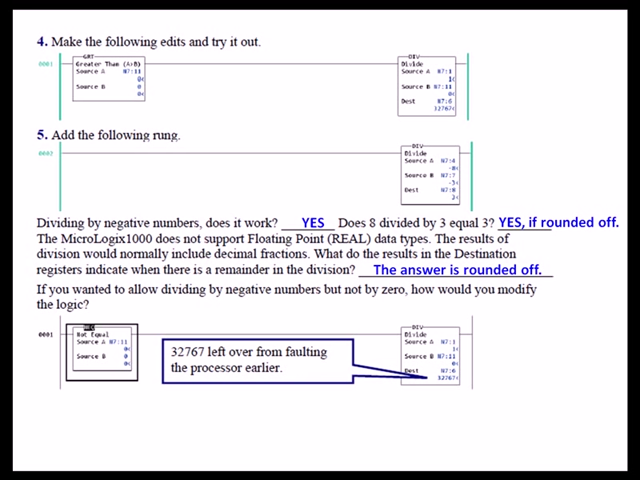 4. Make the following edits and try it out.
0001
GRT
Greater Than (A>B)
Source A N7:11
0<
Source B 0
0<
DIV
Divide
Source A N7:1
1<
Source B N7:11
0<
Dest N7:6
32767<
5. Add the following rung.
0002
DIV
Divide
Source A N7:4
-8<
Source B N7:7
-3<
Dest N7:8
3<
Dividing by negative numbers, does it work? YES Does 8 divided by 3 equal 3? YES, if rounded off.
The MicroLogix1000 does not support Floating Point (REAL) data types. The results of
division would normally include decimal fractions. What do the results in the Destination
registers indicate when there is a remainder in the division? The answer is rounded off.
If you wanted to allow dividing by negative numbers but not by zero, how would you modify
the logic?
0001
NEQ
Not Equal
Source A N7:11
0<
Source B 0
0<
32767 left over from faulting
the processor earlier.
DIV
Divide
Source A N7:1
1<
Source B N7:11
0<
Dest N7:6
32767<